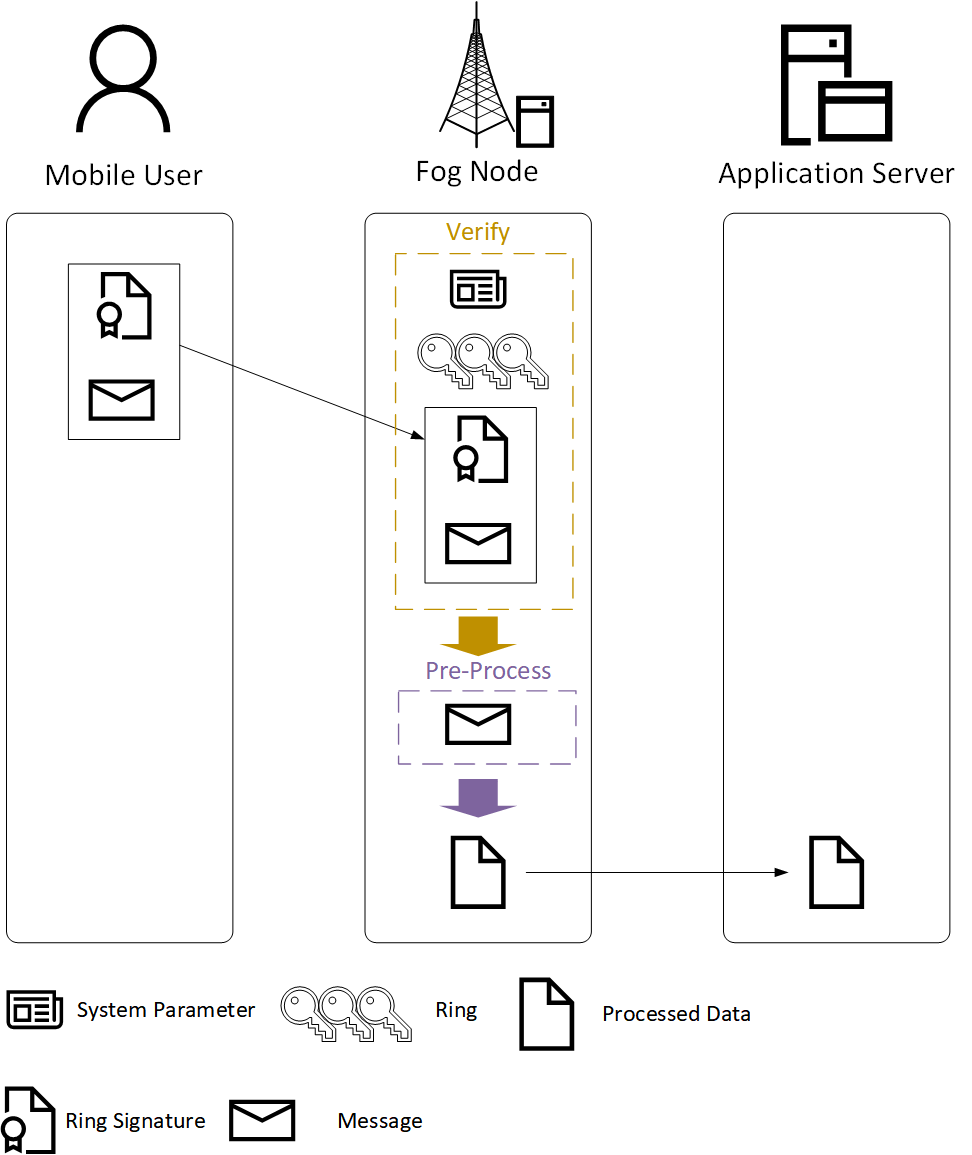 Mobile User
Fog Node
Application Server
Verify
Pre-Process
System Parameter
Ring
Processed Data
Ring Signature
Message